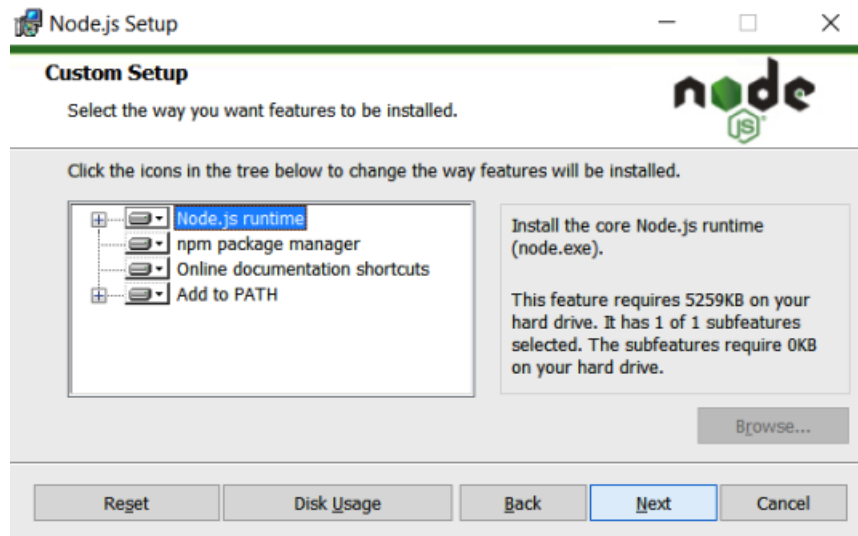 Node.js Setup
Custom Setup
Select the way you want features to be installed.
node
JS
Click the icons in the tree below to change the way features will be installed.
Node.js runtime
npm package manager
Online documentation shortcuts
Add to PATH
Install the core Node.js runtime
(node.exe).
This feature requires 5259KB on your
hard drive. It has 1 of 1 subfeatures
selected. The subfeatures require 0KB
on your hard drive.
Browse...
Reset
Disk Usage
Back
Next
Cancel